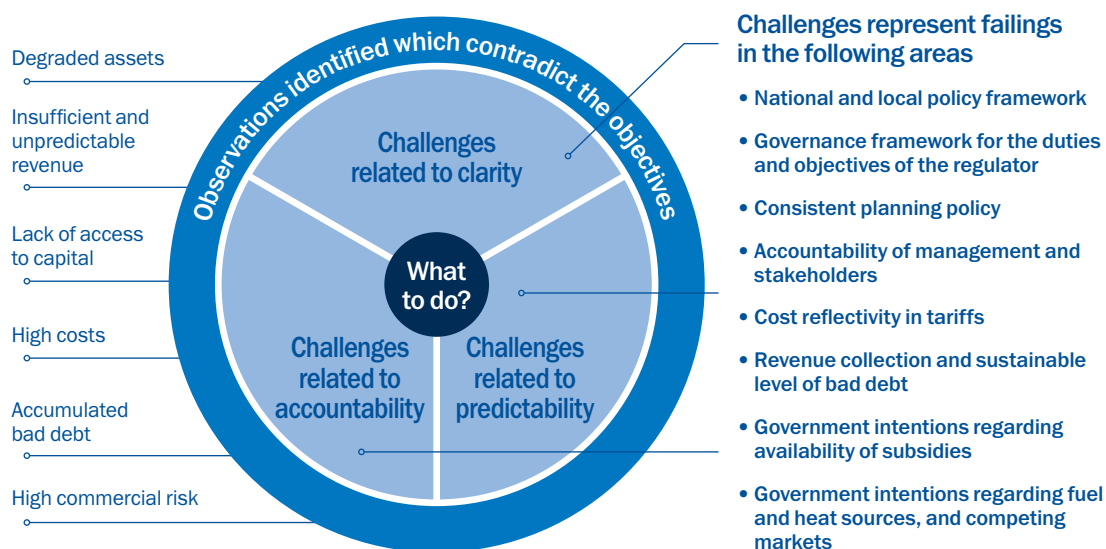 Degraded assets
Insufficient and
unpredictable
revenue
Lack of access
to capital
High costs
Accumulated
bad debt
High commercial risk
Observations identified which contradict the objectives
Challenges
related to clarity
What
to do?
Challenges
related to
accountability
Challenges
related to
predictability
Challenges represent failings
in the following areas
• National and local policy framework
• Governance framework for the duties
and objectives of the regulator
• Consistent planning policy
• Accountability of management and
stakeholders
• Cost reflectivity in tariffs
• Revenue collection and sustainable
level of bad debt
• Government intentions regarding
availability of subsidies
• Government intentions regarding fuel
and heat sources, and competing
markets